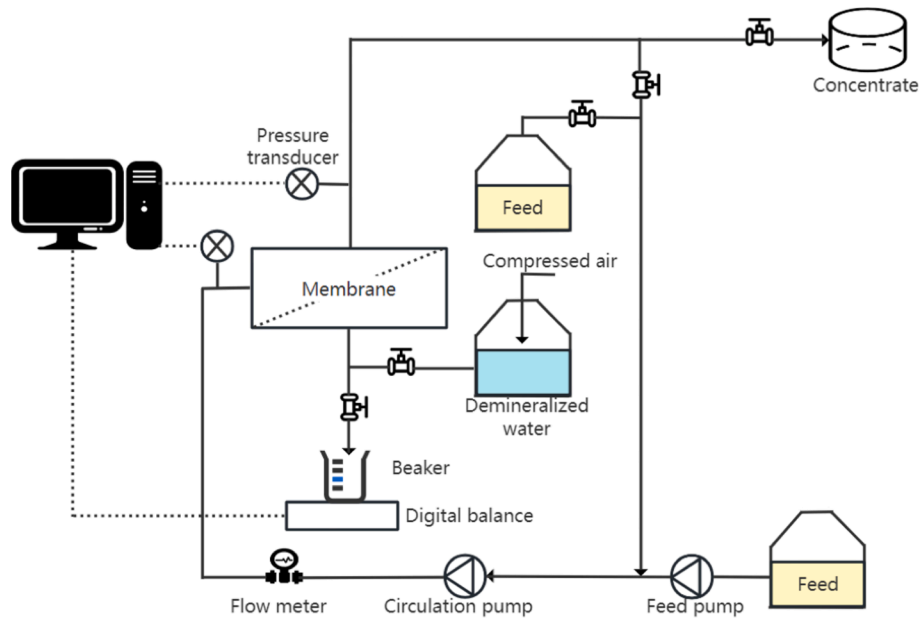 Concentrate
Pressure
transducer
Feed
Compressed air
Membrane
Demineralized
water
Beaker
Digital balance
Feed
Flow meter
Circulation pump
Feed pump